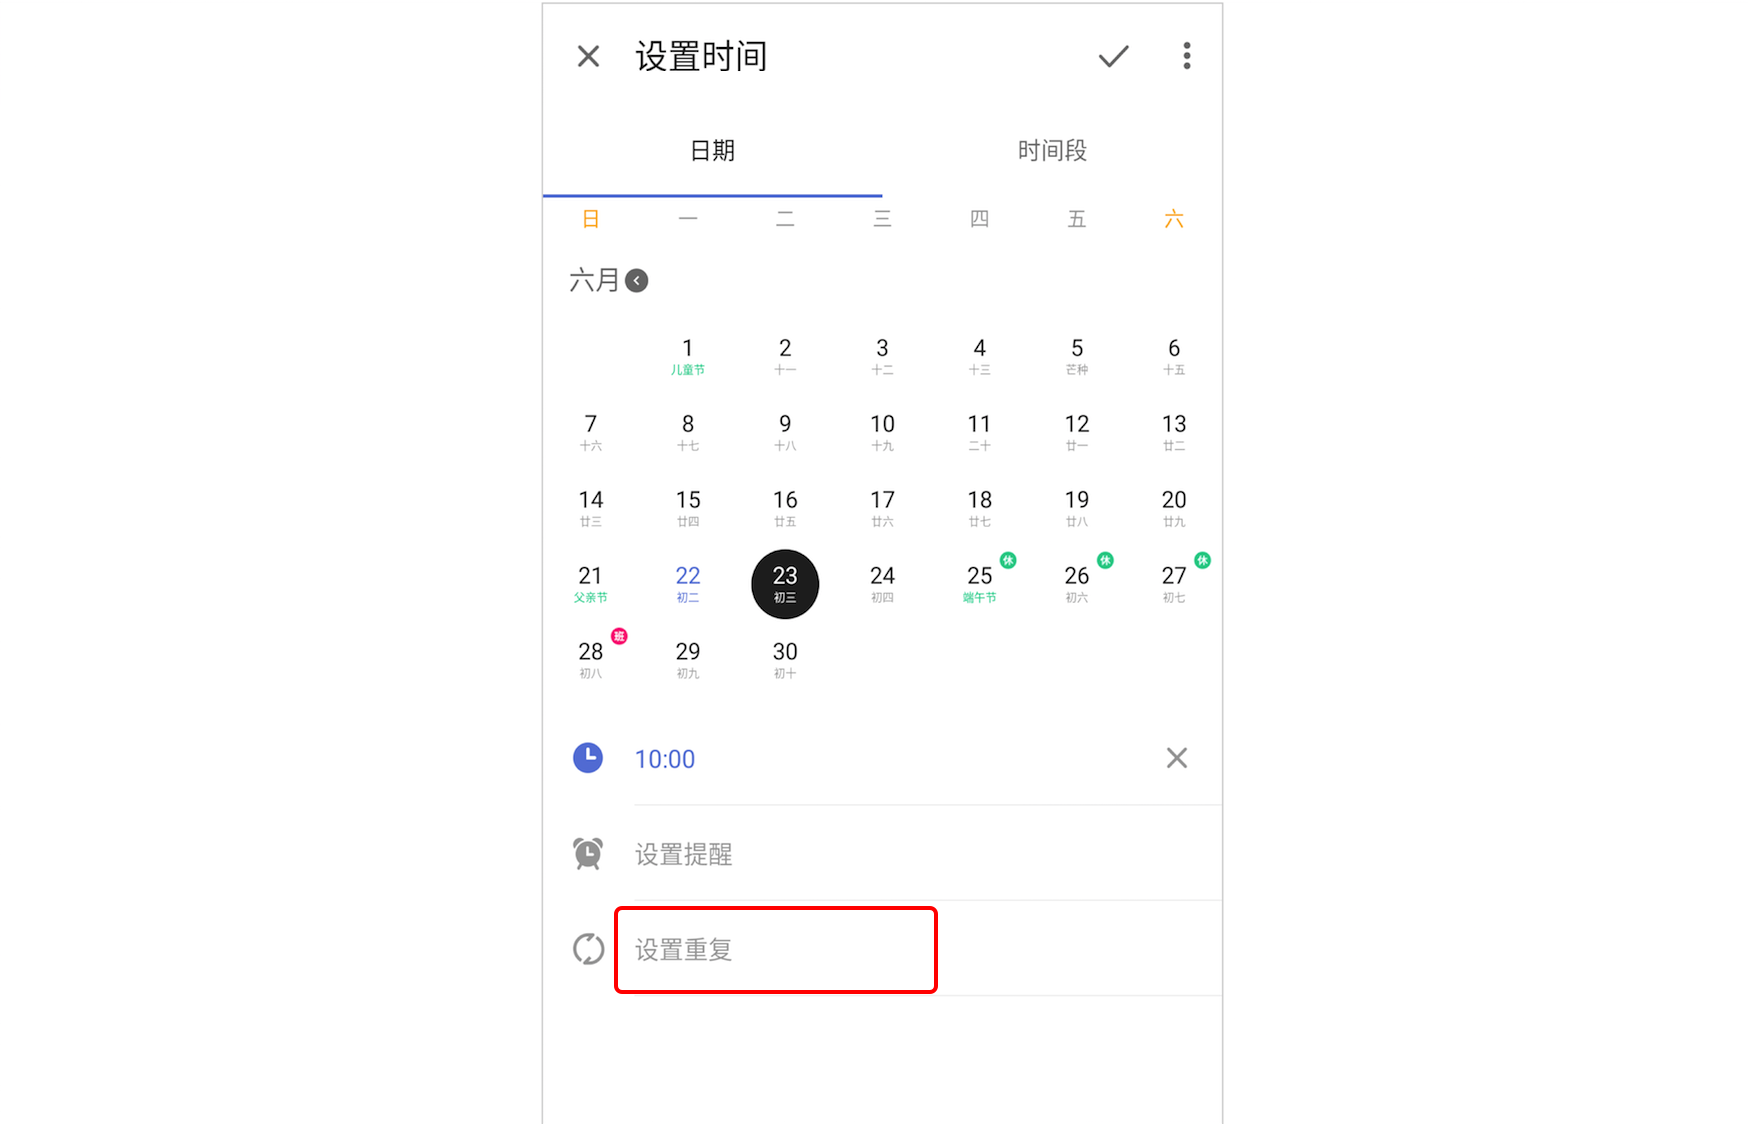 设置时间
日期 时间段
日 一 二 三 四 五 六
六月
1 2 3 4 5 6
儿童节 十一 十二 十三 芒种 十五
7 8 9 10 11 12 13
十六 十七 十八 十九 二十 廿一 廿二
14 15 16 17 18 19 20
廿三 廿四 廿五 廿六 廿七 廿八 廿九
21 22 23 24 25 休 26 休 27 休
父亲节 初二 初三 初四 端午节 初六 初七
28 班 29 30
初八 初九 初十
10:00
设置提醒
设置重复